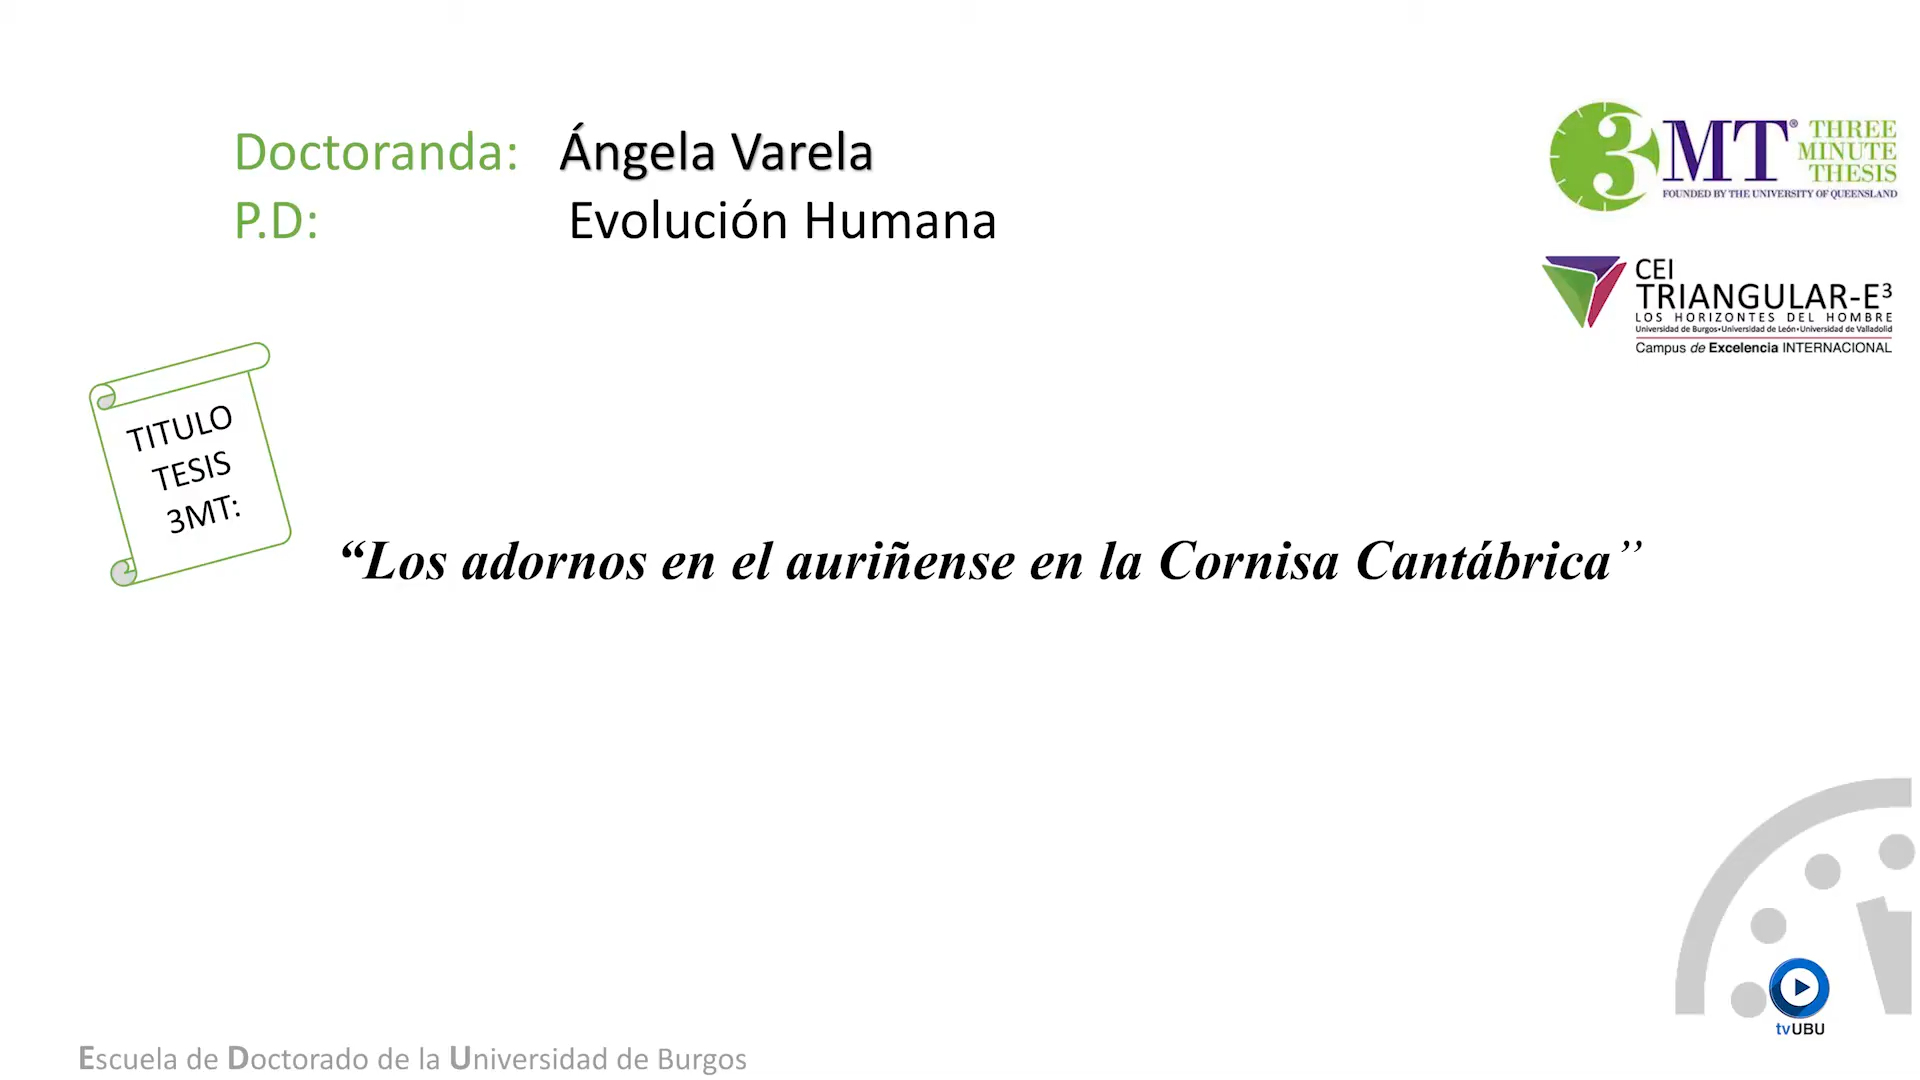 Doctoranda: Ángela Varela
P.D: Evolución Humana
3MT® THREE MINUTE THESIS
FOUNDED BY THE UNIVERSITY OF QUEENSLAND
CEI
TRIANGULAR-E³
LOS HORIZONTES DEL HOMBRE
Universidad de Burgos•Universidad de León•Universidad de Valladolid
Campus de Excelencia INTERNACIONAL
TITULO
TESIS
3MT:
“Los adornos en el auriñense en la Cornisa Cantábrica”
tvUBU
Escuela de Doctorado de la Universidad de Burgos